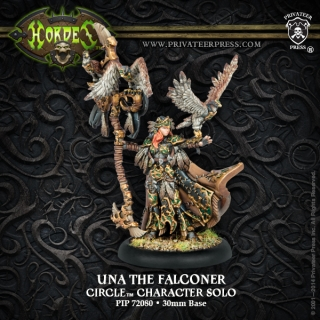 HORDES
WWW.PRIVATEERPRESS.COM
PRIVATEER
PRESS
®
UNA THE FALCONER
CIRCLE™ CHARACTER SOLO
PIP 72080 • 30mm Base